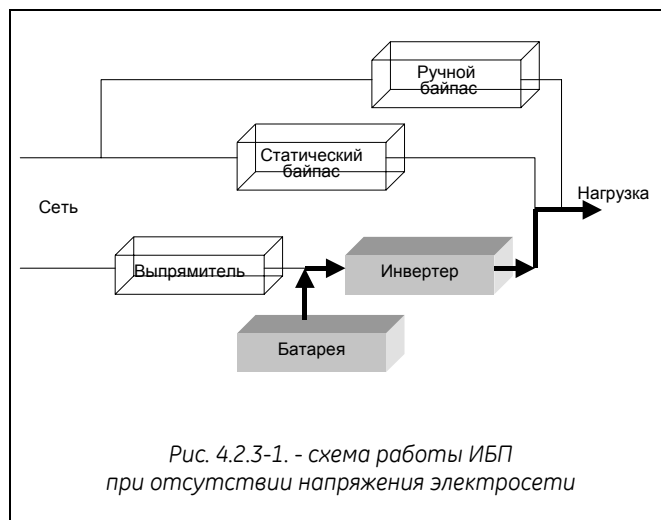 Ручной
байпас
Статический
байпас
Нагрузка
Сеть
Выпрямитель
Инвертер
Батарея
Рис. 4.2.3-1. - схема работы ИБП
при отсутствии напряжения электросети